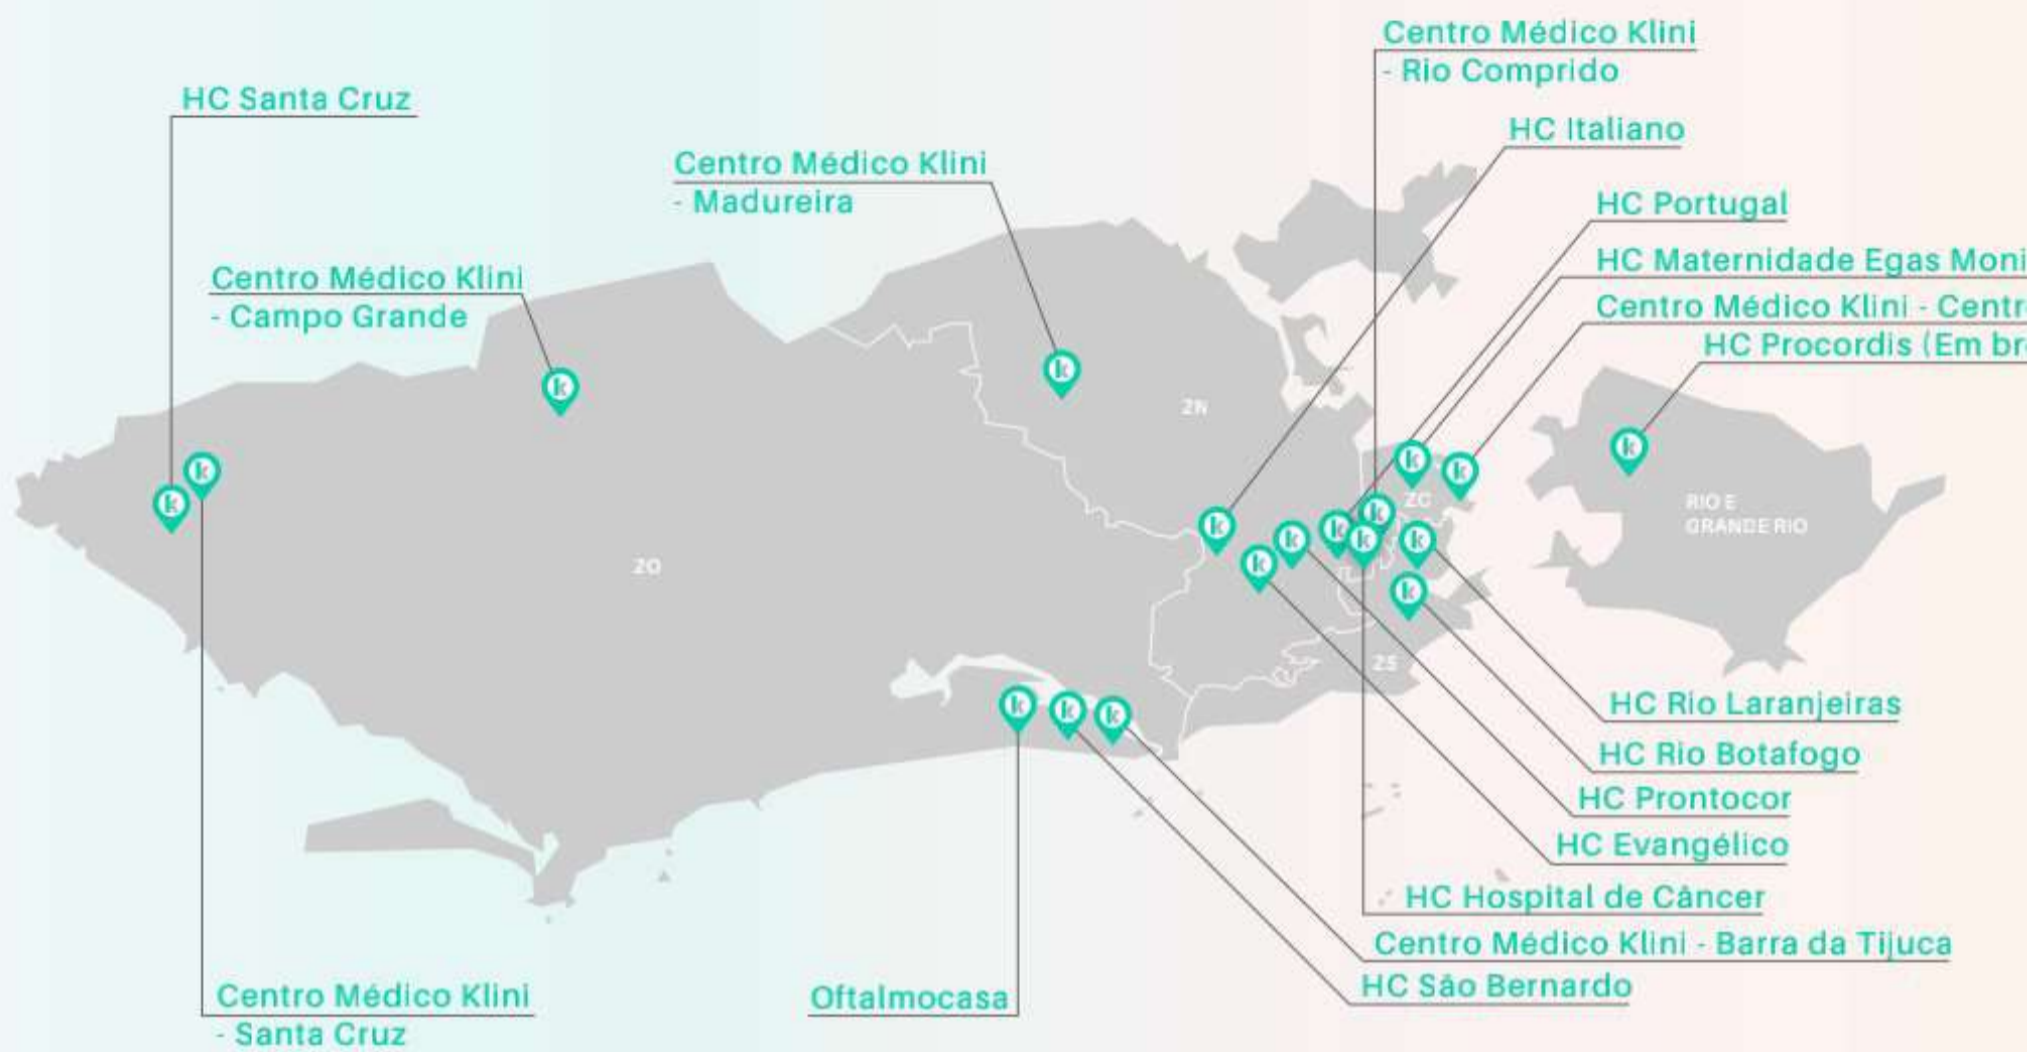 Centro Médico Klini
- Rio Comprido
HC Santa Cruz
HC Italiano
Centro Médico Klini
- Madureira
HC Portugal
HC Maternidade Egas Moni
Centro Médico Klini
- Campo Grande
Centro Médico Klini - Centr
HC Procordis (Em br
k
k
ZN
k
k
k
k
k
k
ZC
RIO E
GRANDE RIO
k
k
k
k
k
k
k
ZO
k
ZS
k
k
k
HC Rio Laranjeiras
HC Rio Botafogo
HC Prontocor
HC Evangélico
HC Hospital de Câncer
Centro Médico Klini - Barra da Tijuca
HC São Bernardo
Centro Médico Klini
- Santa Cruz
Oftalmocasa